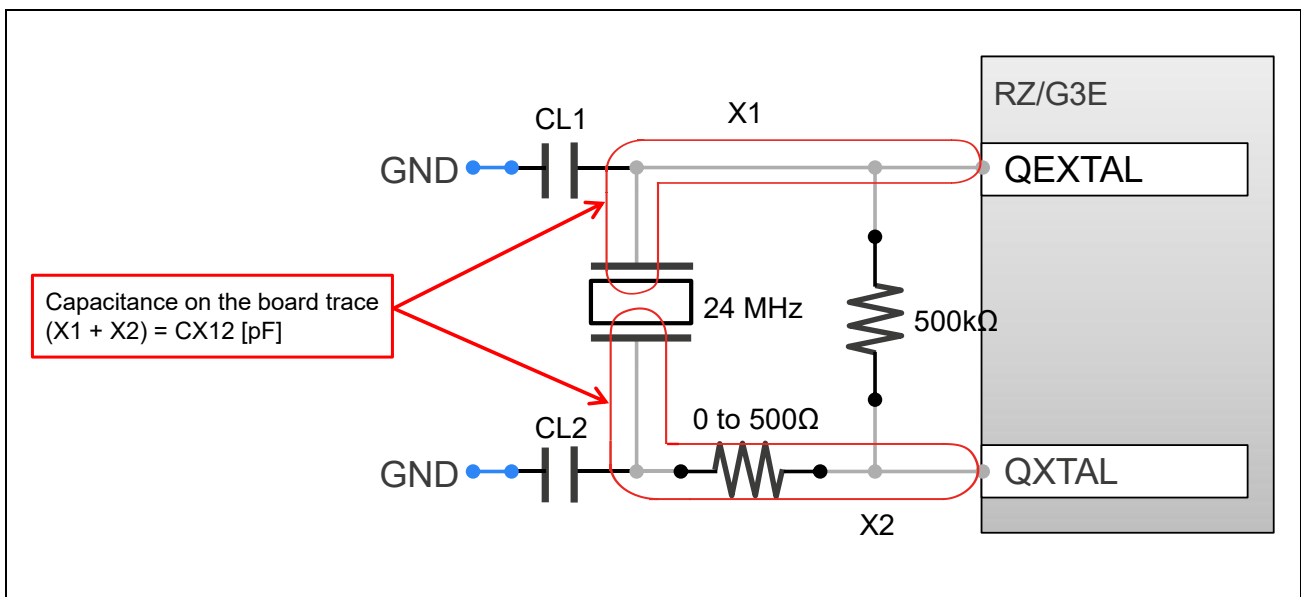 RZ/G3E
CL1
X1
GND
QEXTAL
Capacitance on the board trace
(X1 + X2) = CX12 [pF]
24 MHz
500kΩ
CL2
0 to 500Ω
GND
QXTAL
X2